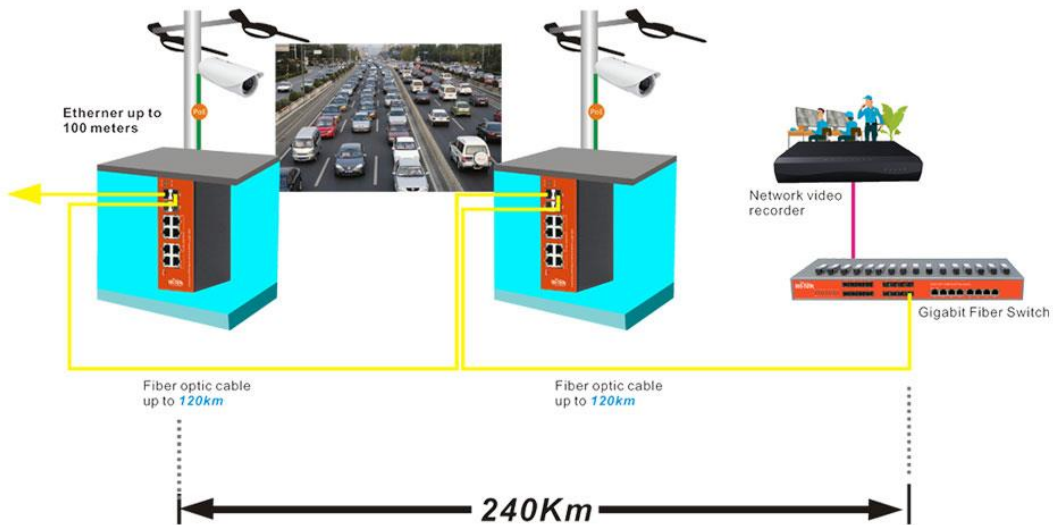 Etherner up to
100 meters
PoE
PoE
Network video
recorder
Gigabit Fiber Switch
Fiber optic cable
up to 120km
Fiber optic cable
up to 120km
240Km